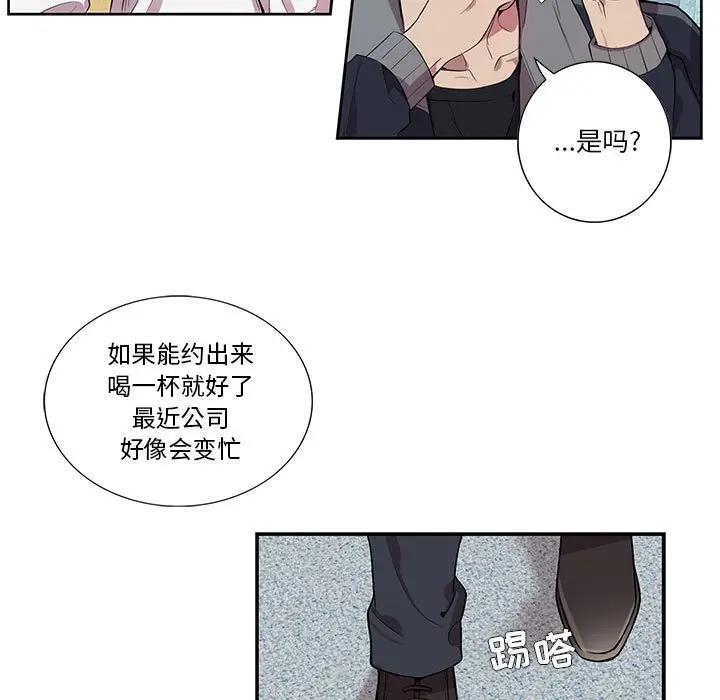 ...是吗?
如果能约出来
喝一杯就好了
最近公司
好像会变忙
踢嗒